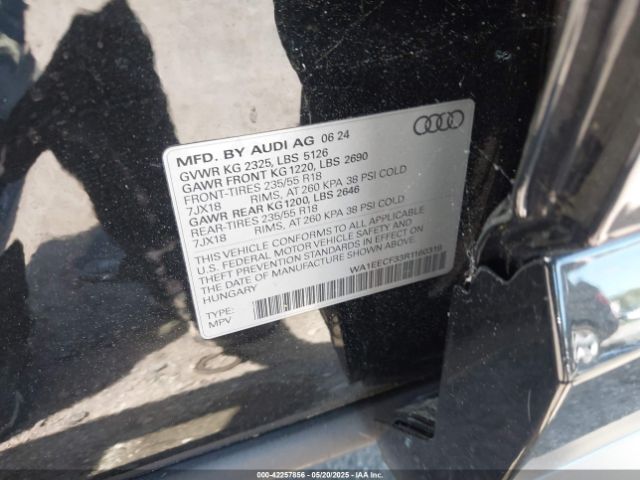 MFD. BY AUDI AG 06 24
GVWR KG 2325, LBS 5126
GAWR FRONT KG 1220, LBS 2690
FRONT-TIRES 235/55 R18
7JX18 RIMS, AT 260 KPA 38 PSI COLD
GAWR REAR KG 1200, LBS 2646
REAR-TIRES 235/55 R18
7JX18 RIMS, AT 260 KPA 38 PSI COLD
THIS VEHICLE CONFORMS TO ALL APPLICABLE
U.S. FEDERAL MOTOR VEHICLE SAFETY AND
THEFT PREVENTION STANDARDS IN EFFECT ON
THE DATE OF MANUFACTURE SHOWN ABOVE.
HUNGARY
WA1EECF33R1160319
TYPE:
MPV
000-42257856 - 05/20/2025 - IAAI Inc.